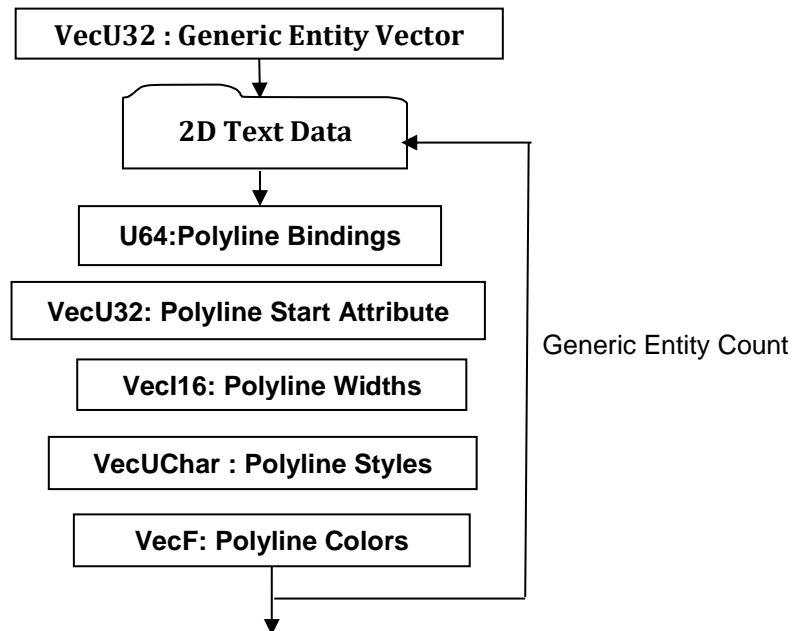 VecU32 : Generic Entity Vector
2D Text Data
U64:Polyline Bindings
VecU32: Polyline Start Attribute
Generic Entity Count
VecI16: Polyline Widths
VecUChar : Polyline Styles
VecF: Polyline Colors